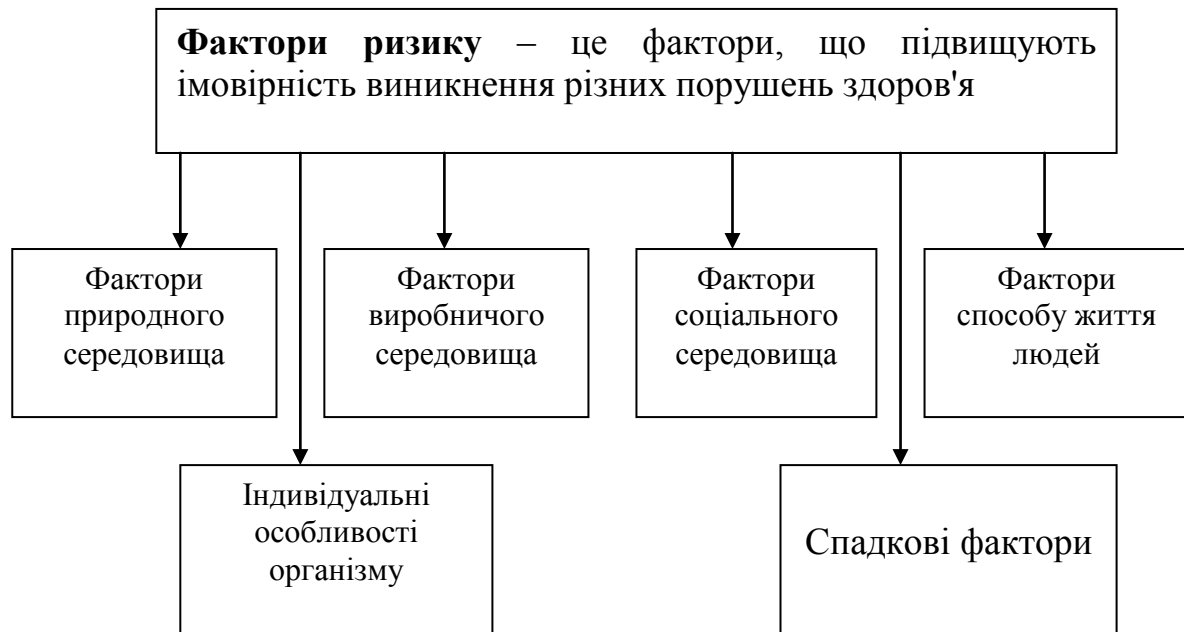 Фактори ризику – це фактори, що підвищують
імовірність виникнення різних порушень здоров'я
Фактори
природного
середовища
Фактори
виробничого
середовища
Фактори
соціального
середовища
Фактори
способу життя
людей
Індивідуальні
особливості
організму
Спадкові фактори